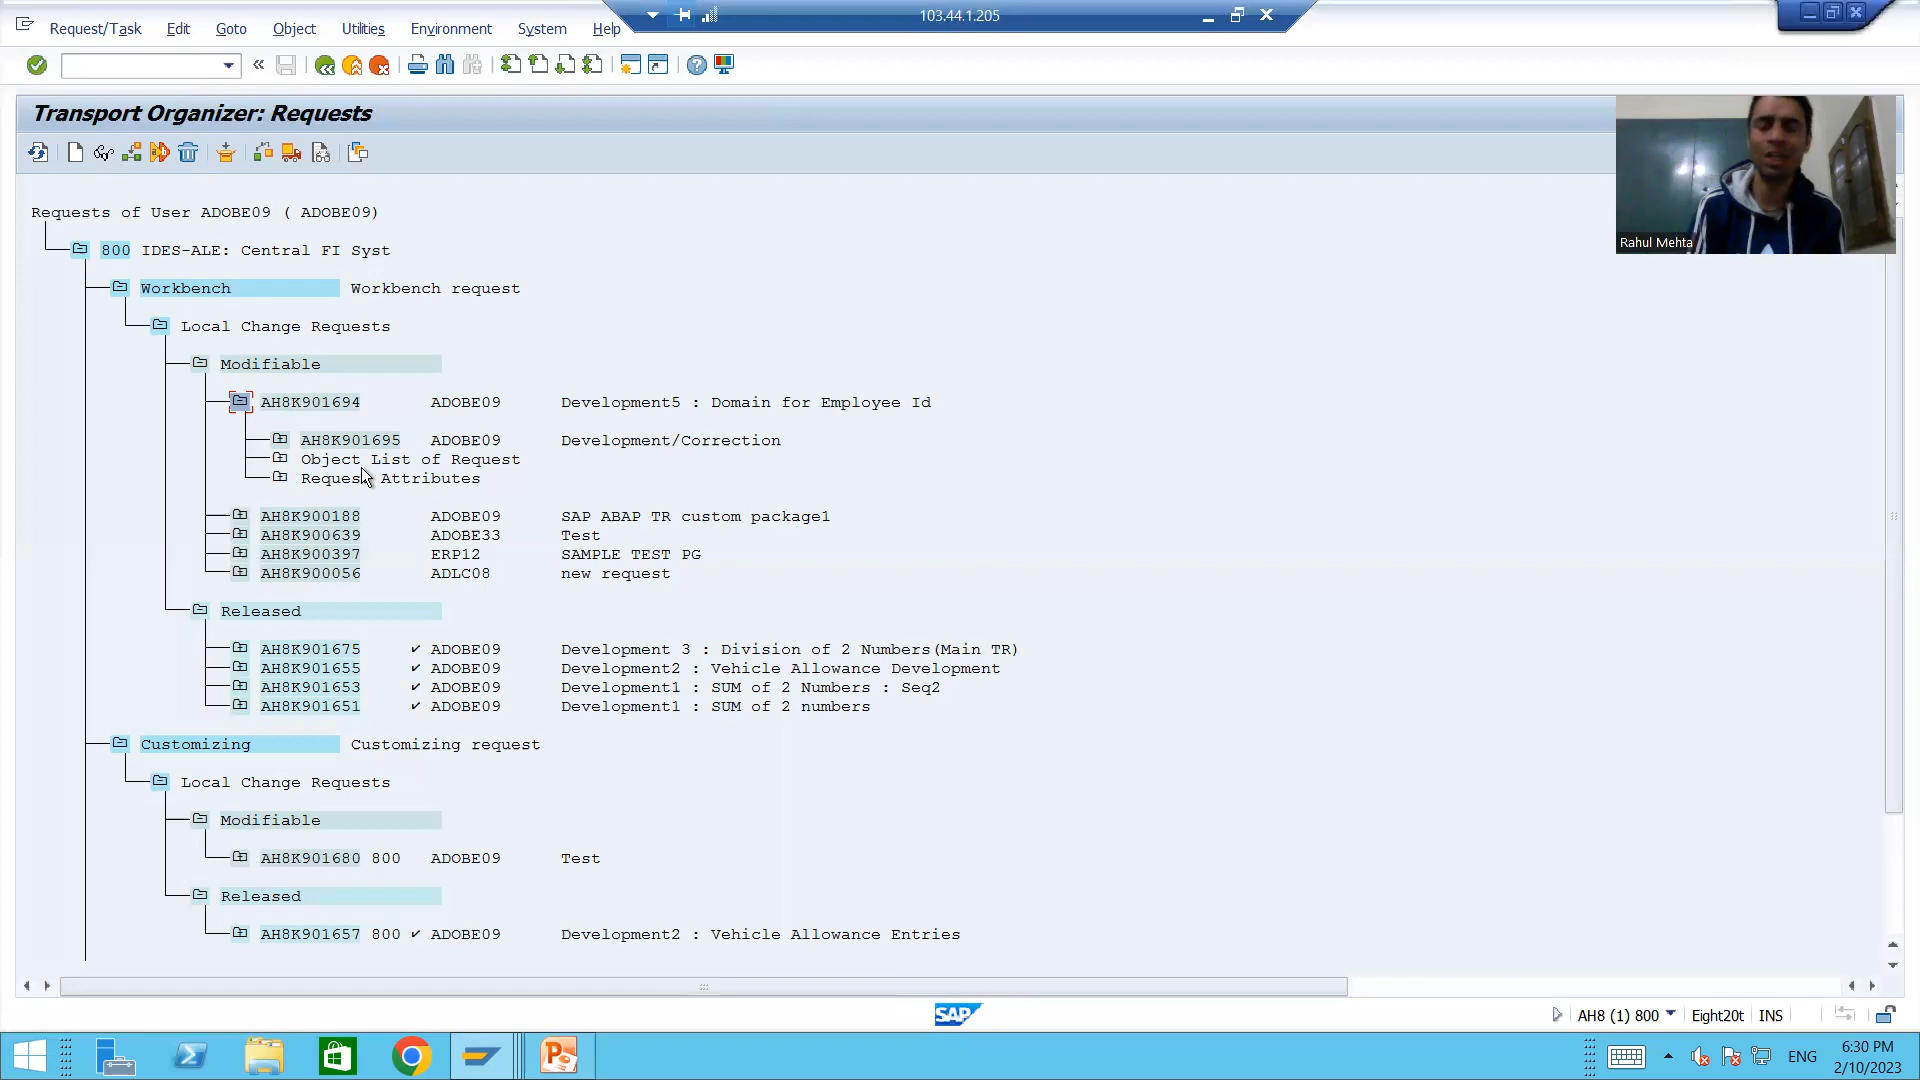 103.44.1.205
Request/Task Edit Goto Object Utilities Environment System Help
Transport Organizer: Requests
Rahul Mehta
Requests of User ADOBE09 ( ADOBE09)
800 IDES-ALE: Central FI Syst
Workbench Workbench request
Local Change Requests
Modifiable
AH8K901694 ADOBE09 Development5 : Domain for Employee Id
AH8K901695 ADOBE09 Development/Correction
Object List of Request
Request Attributes
AH8K900188 ADOBE09 SAP ABAP TR custom package1
AH8K900639 ADOBE33 Test
AH8K900397 ERP12 SAMPLE TEST PG
AH8K900056 ADLC08 new request
Released
AH8K901675 ✔ ADOBE09 Development 3 : Division of 2 Numbers(Main TR)
AH8K901655 ✔ ADOBE09 Development2 : Vehicle Allowance Development
AH8K901653 ✔ ADOBE09 Development1 : SUM of 2 Numbers : Seq2
AH8K901651 ✔ ADOBE09 Development1 : SUM of 2 numbers
Customizing Customizing request
Local Change Requests
Modifiable
AH8K901680 800 ADOBE09 Test
Released
AH8K901657 800 ✔ ADOBE09 Development2 : Vehicle Allowance Entries
SAP
AH8 (1) 800 Eight20t INS
ENG
6:30 PM
2/10/2023